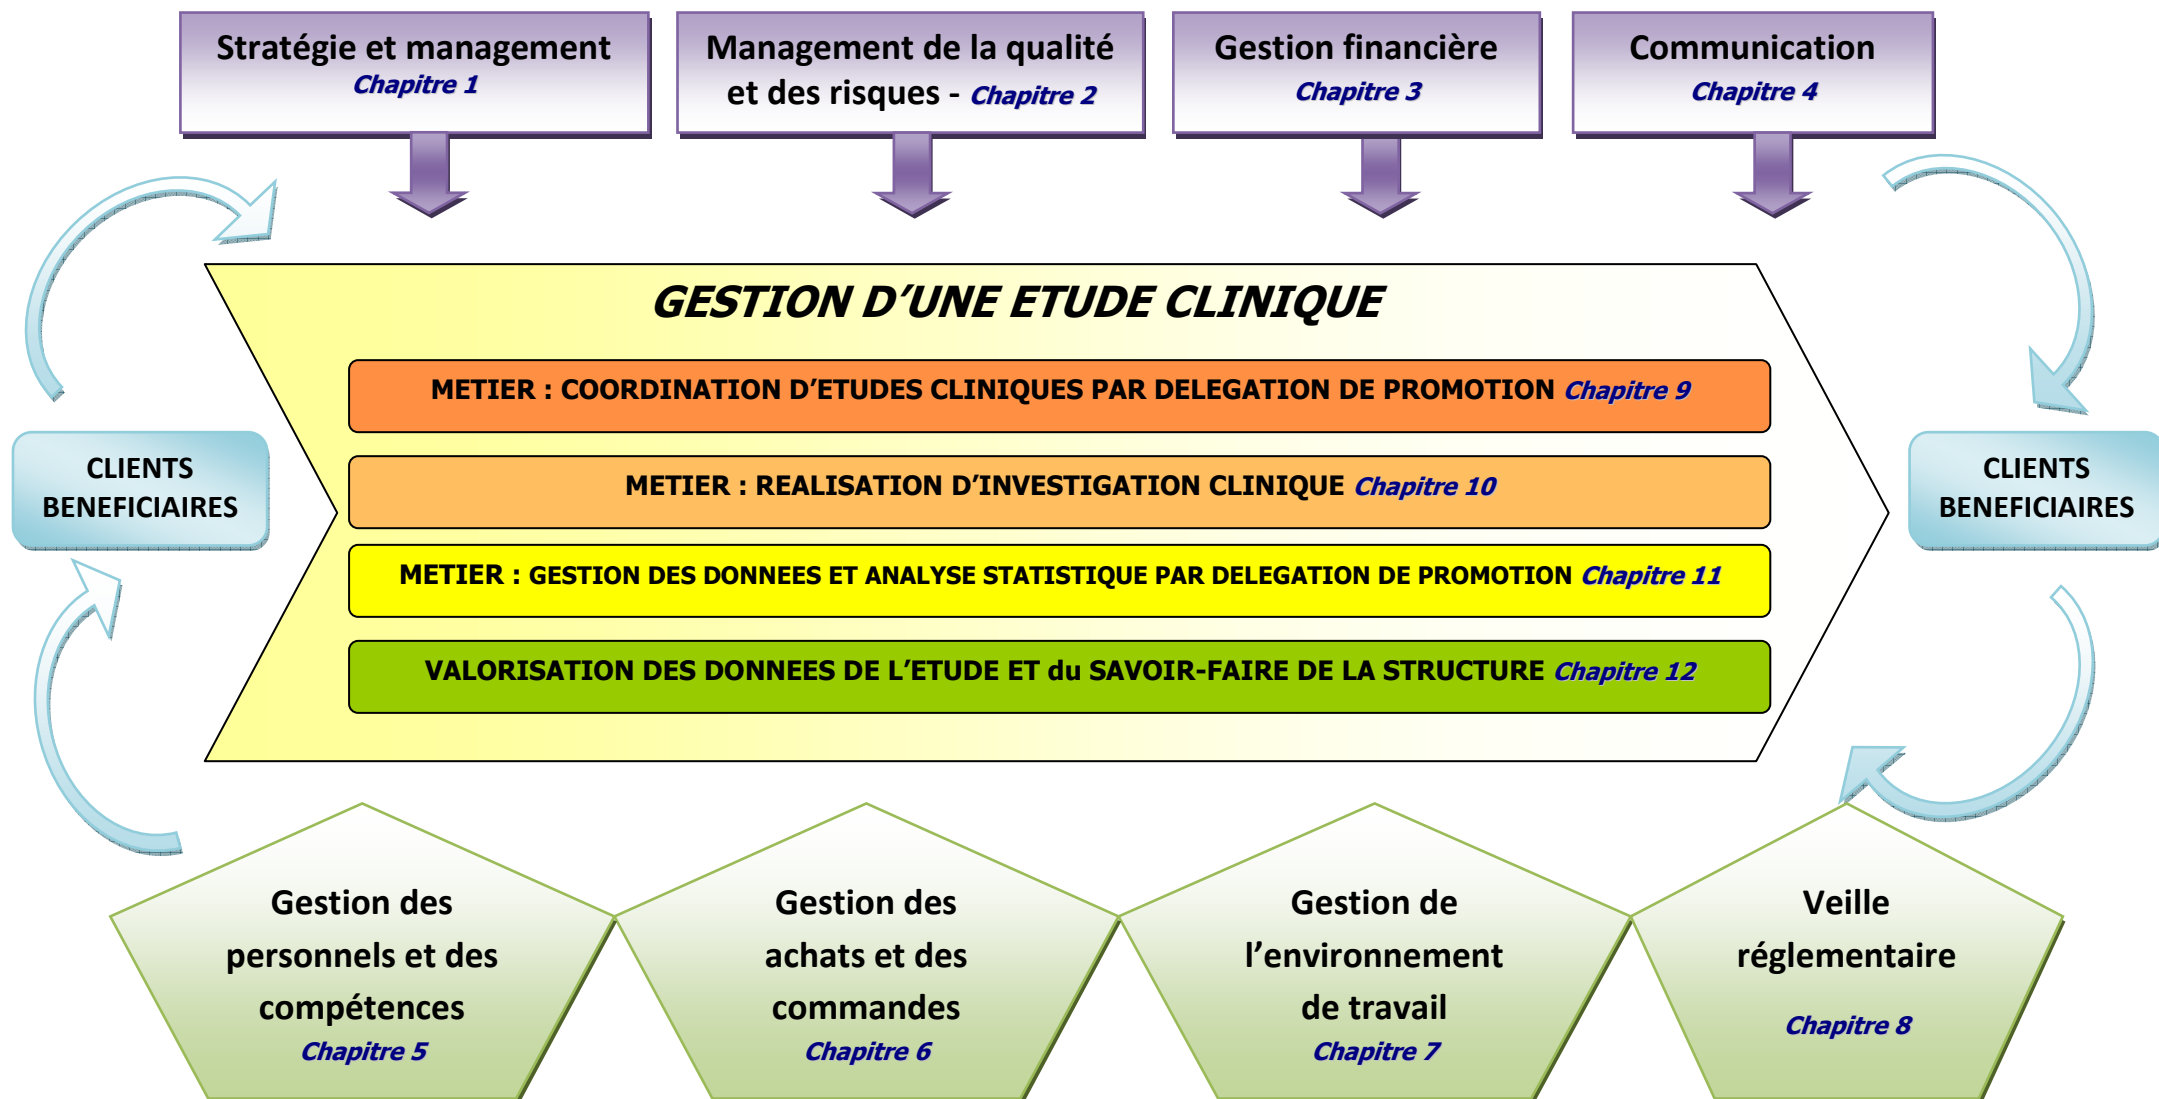 Stratégie et management
Chapitre 1
Management de la qualité
et des risques - Chapitre 2
Gestion financière
Chapitre 3
Communication
Chapitre 4
GESTION D’UNE ETUDE CLINIQUE
METIER : COORDINATION D’ETUDES CLINIQUES PAR DELEGATION DE PROMOTION Chapitre 9
METIER : REALISATION D’INVESTIGATION CLINIQUE Chapitre 10
METIER : GESTION DES DONNEES ET ANALYSE STATISTIQUE PAR DELEGATION DE PROMOTION Chapitre 11
VALORISATION DES DONNEES DE L’ETUDE ET du SAVOIR-FAIRE DE LA STRUCTURE Chapitre 12
CLIENTS
BENEFICIAIRES
CLIENTS
BENEFICIAIRES
Gestion des
personnels et des
compétences
Chapitre 5
Gestion des
achats et des
commandes
Chapitre 6
Gestion de
l’environnement
de travail
Chapitre 7
Veille
réglementaire
Chapitre 8